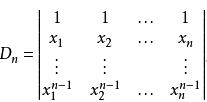 D_n = | 1 1 … 1 |
| x_1 x_2 … x_n |
| ⋮ ⋮ ⋮ |
| x_1^{n-1} x_2^{n-1} … x_n^{n-1} |,